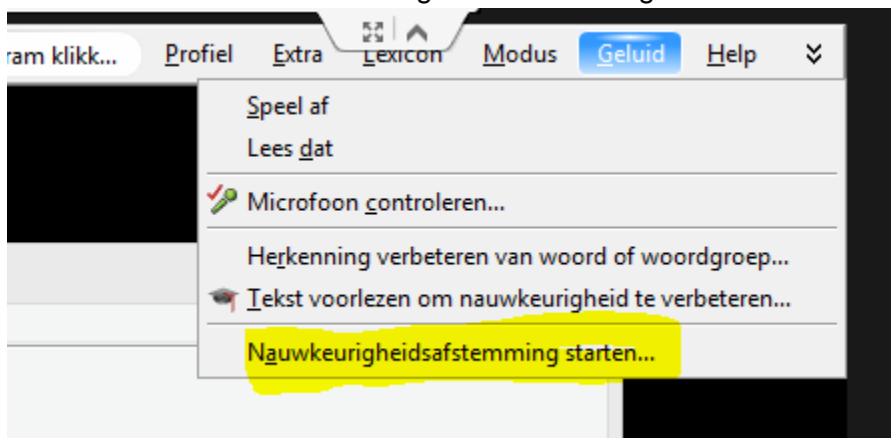 ram klikk... Profiel Extra Lexicon Modus Geluid Help
Speel af
Lees dat
Microfoon controleren...
Herkenning verbeteren van woord of woordgroep...
Tekst voorlezen om nauwkeurigheid te verbeteren...
Nauwkeurigheidsafstemming starten...